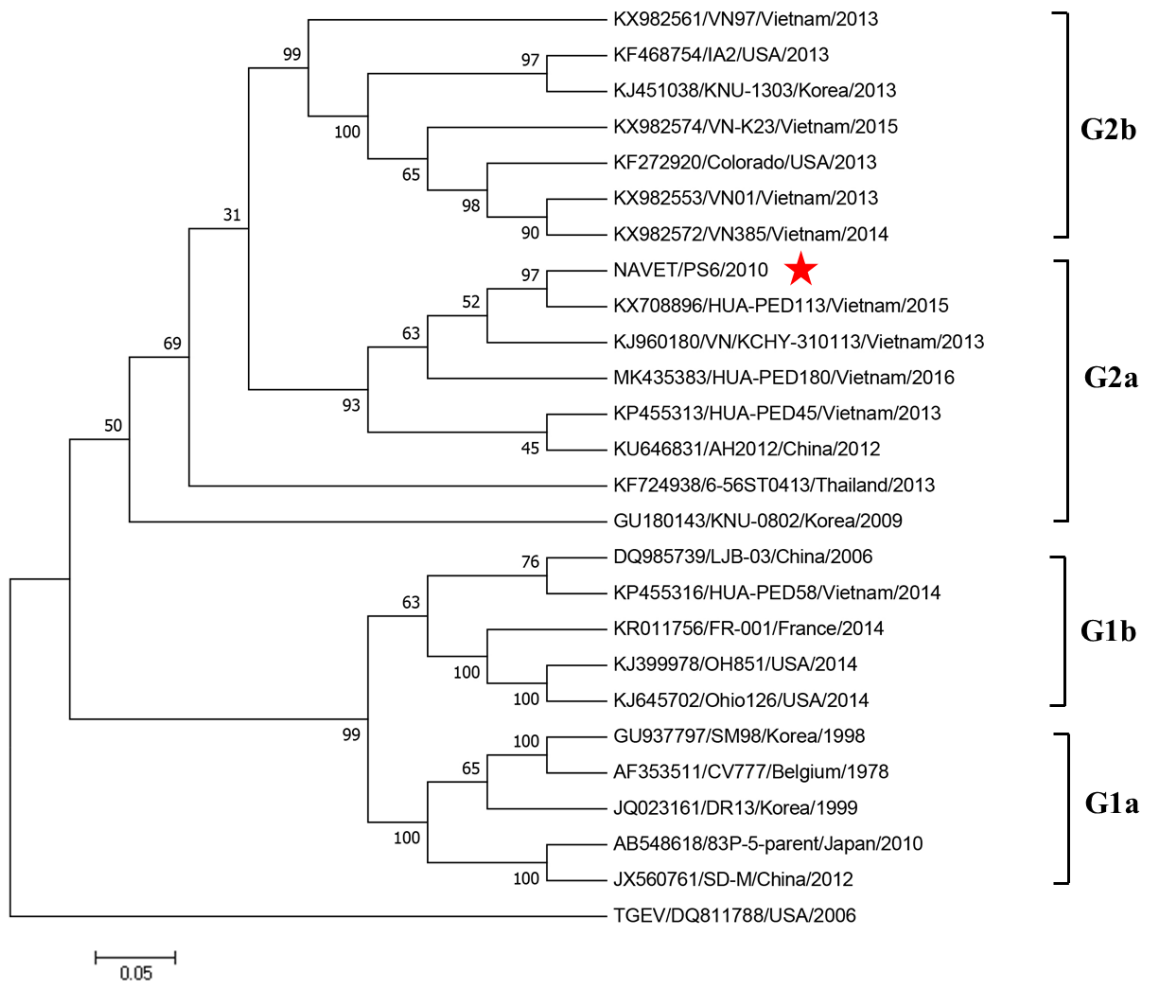 KX982561/VN97/Vietnam/2013
99
KF468754/IA2/USA/2013
97
KJ451038/KNU-1303/Korea/2013
100
KX982574/VN-K23/Vietnam/2015
G2b
KF272920/Colorado/USA/2013
65
KX982553/VN01/Vietnam/2013
98
KX982572/VN385/Vietnam/2014
90
31
NAVET/PS6/2010
97
KX708896/HUA-PED113/Vietnam/2015
52
KJ960180/VN/KCHY-310113/Vietnam/2013
63
69
MK435383/HUA-PED180/Vietnam/2016
G2a
93
KP455313/HUA-PED45/Vietnam/2013
50
KU646831/AH2012/China/2012
45
KF724938/6-56ST0413/Thailand/2013
GU180143/KNU-0802/Korea/2009
DQ985739/LJB-03/China/2006
76
KP455316/HUA-PED58/Vietnam/2014
63
KR011756/FR-001/France/2014
G1b
KJ399978/OH851/USA/2014
100
KJ645702/Ohio126/USA/2014
100
99
GU937797/SM98/Korea/1998
100
AF353511/CV777/Belgium/1978
65
JQ023161/DR13/Korea/1999
G1a
100
AB548618/83P-5-parent/Japan/2010
JX560761/SD-M/China/2012
100
TGEV/DQ811788/USA/2006
0.05